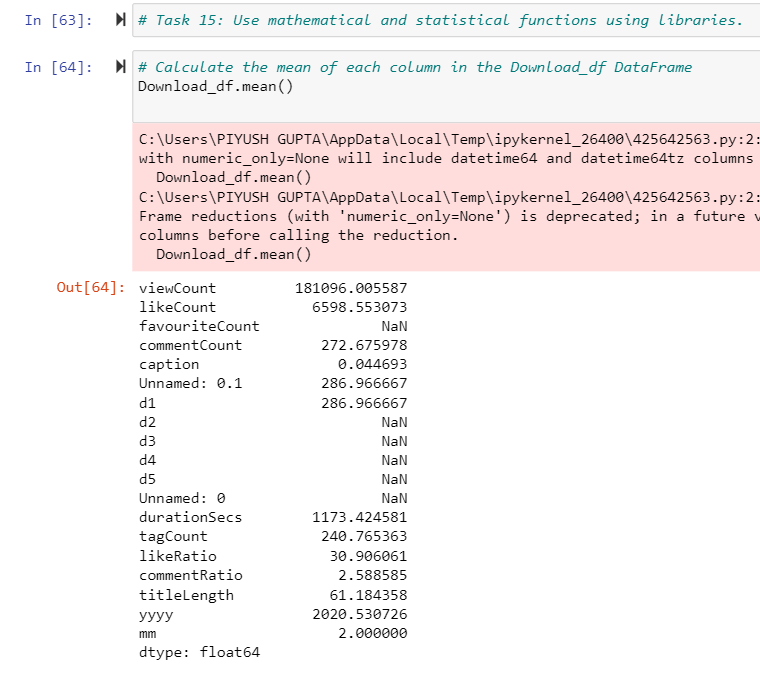 In [63]: # Task 15: Use mathematical and statistical functions using libraries.
In [64]: # Calculate the mean of each column in the Download_df DataFrame
Download_df.mean()
C:\Users\PIYUSH GUPTA\AppData\Local\Temp\ipykernel_26400\425642563.py:2:
with numeric_only=None will include datetime64 and datetime64tz columns
Download_df.mean()
C:\Users\PIYUSH GUPTA\AppData\Local\Temp\ipykernel_26400\425642563.py:2:
Frame reductions (with 'numeric_only=None') is deprecated; in a future v
columns before calling the reduction.
Download_df.mean()
Out[64]: viewCount 181096.005587
likeCount 6598.553073
favouriteCount NaN
commentCount 272.675978
caption 0.044693
Unnamed: 0.1 286.966667
d1 286.966667
d2 NaN
d3 NaN
d4 NaN
d5 NaN
Unnamed: 0 NaN
durationSecs 1173.424581
tagCount 240.765363
likeRatio 30.906061
commentRatio 2.588585
titleLength 61.184358
yyyy 2020.530726
mm 2.000000
dtype: float64